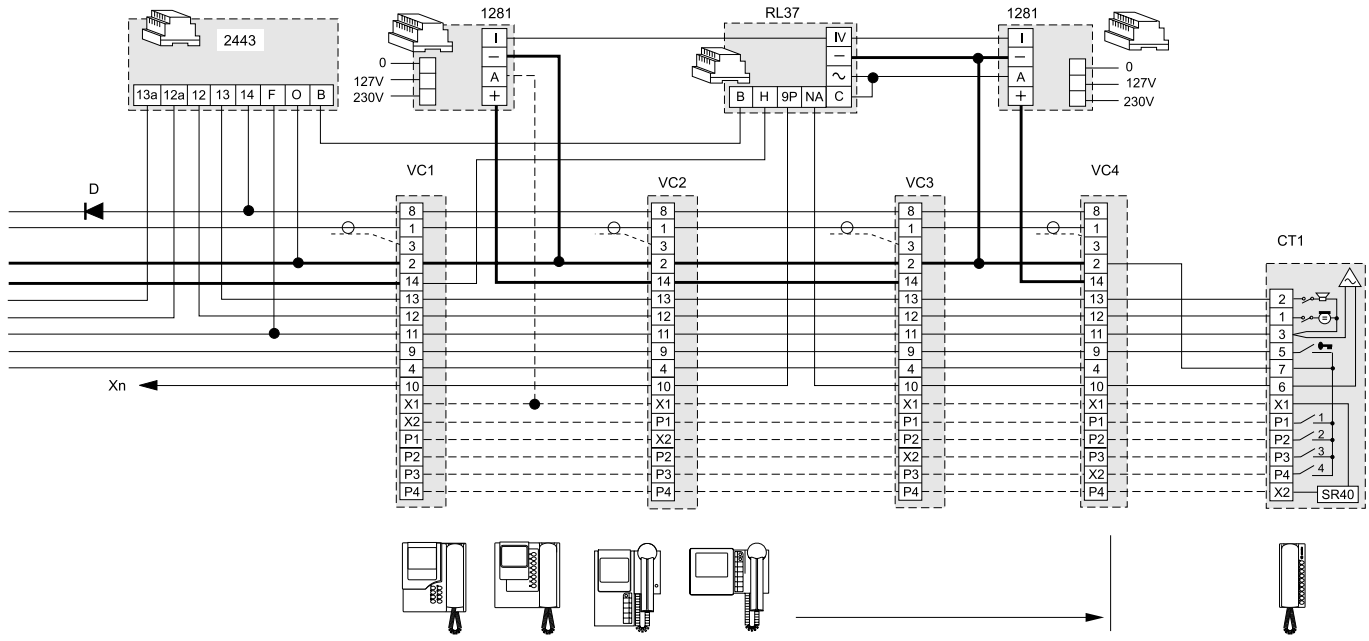 1281 RL37 1281
2443
I IV I
0 – – 0
127V A ~ A 127V
230V + C + 230V
13a 12a 12 13 14 F O B
B H 9P NA C
VC1 VC2 VC3 VC4
D
8 8 8 8
1 1 1 1
3 3 3 3
CT1
2 2 2 2
14 14 14 14
13 13 13 13 2
12 12 12 12 1
11 11 11 11 3
9 9 9 9 5
4 4 4 4 7
Xn 10 10 10 10 6
X1 X1 X1 X1 X1
X2 P1 P1 P1 P1 1
P1 X2 P2 P2 P2 2
P2 P2 X2 P3 P3 3
P3 P3 P3 X2 P4 4
P4 P4 P4 P4 X2 SR40